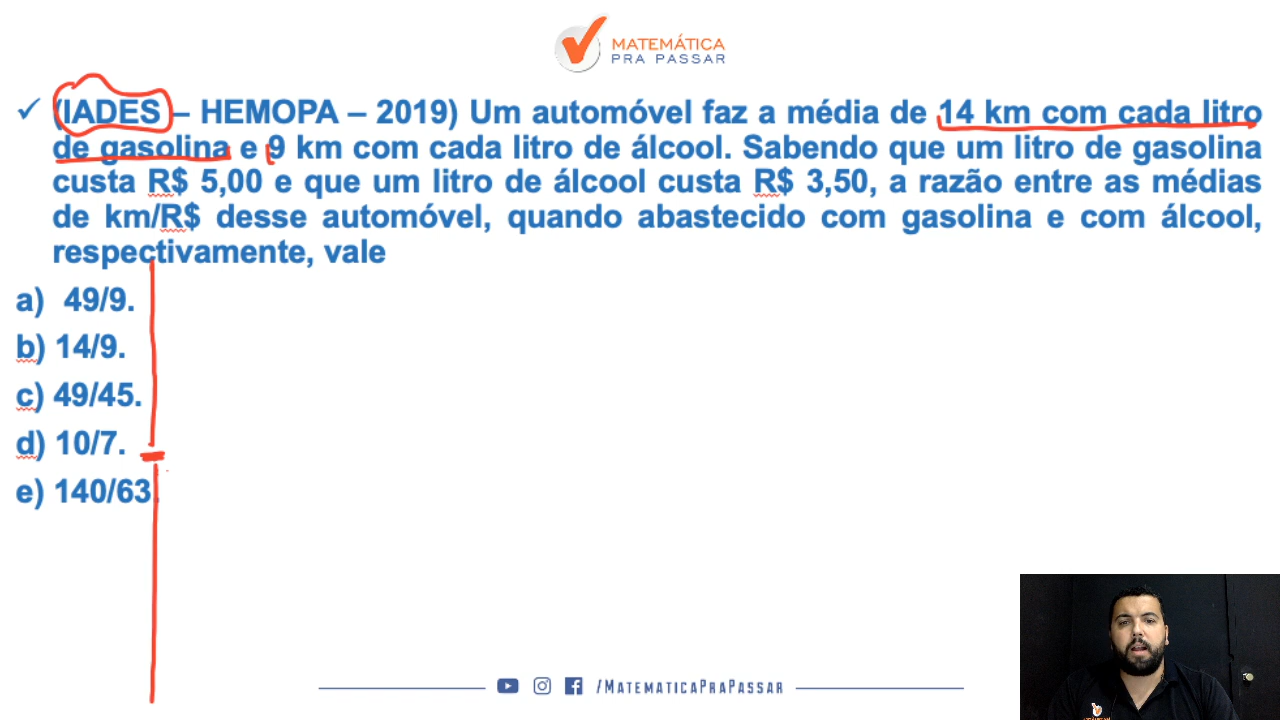 MATEMÁTICA
PRA PASSAR
✓ (IADES – HEMOPA – 2019) Um automóvel faz a média de 14 km com cada litro
de gasolina e 9 km com cada litro de álcool. Sabendo que um litro de gasolina
custa R$ 5,00 e que um litro de álcool custa R$ 3,50, a razão entre as médias
de km/R$ desse automóvel, quando abastecido com gasolina e com álcool,
respectivamente, vale
a) 49/9.
b) 14/9.
c) 49/45.
d) 10/7.
e) 140/63.
/MATEMATICAPRAPASSAR